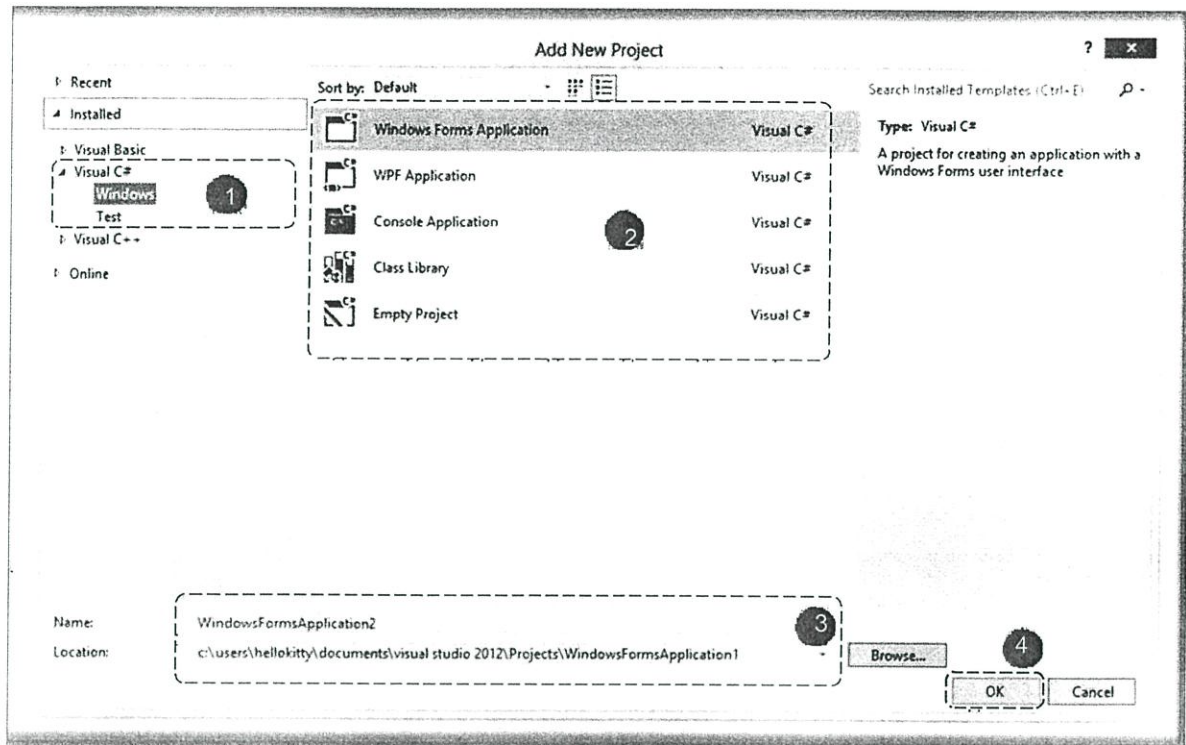 Add New Project
?
Recent
Installed
Visual Basic
Visual C#
Windows
Test
Visual C++
Online
1
Sort by: Default
Windows Forms Application Visual C#
WPF Application Visual C#
Console Application Visual C#
Class Library Visual C#
Empty Project Visual C#
2
Search Installed Templates (Ctrl+E)
Type: Visual C#
A project for creating an application with a
Windows Forms user interface
Name: WindowsFormsApplication2
Location: c:\users\hellokitty\documents\visual studio 2012\Projects\WindowsFormsApplication1
3
Browse...
4
OK Cancel